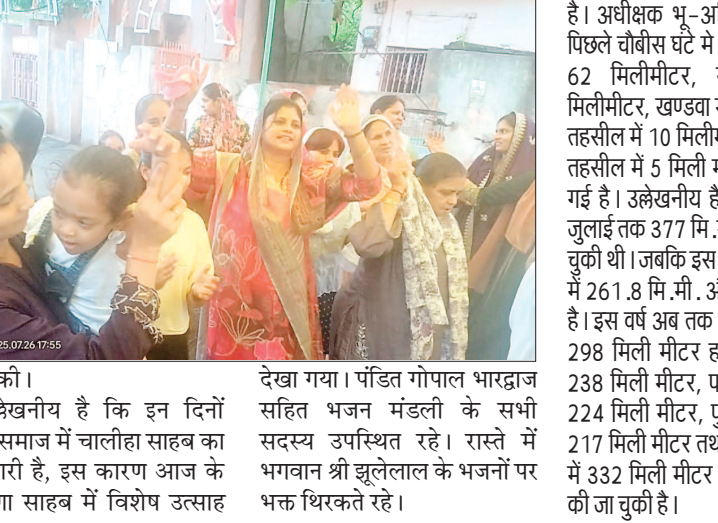 25.07.26 17:55
की।
है कि इन दिनों
समाज में चालीहा साहब का
है, इस कारण आज के
साहब में विशेष उत्साह
देखा गया। पंडित गोपाल भारद्वाज
सहित भजन मंडली के सभी
सदस्य उपस्थित रहे। रास्ते में
भगवान श्री झूलेलाल के भजनों पर
भक्त थिरकते रहे।
है। अधीक्षक
पिछले चौबीस घंटे मे
62 मिलीमीटर,
मिलीमीटर, खण्डवा
तहसील में 10
तहसील में 5 मिली
गई है। उल्लेखनीय है
जुलाई तक 377
चुकी थी। जबकि इस
में 261.8 मि.मी.
है। इस वर्ष अब तक
298 मिली मीटर
238 मिली मीटर,
224 मिली मीटर,
217 मिली मीटर
में 332 मिली मीटर
की जा चुकी है।